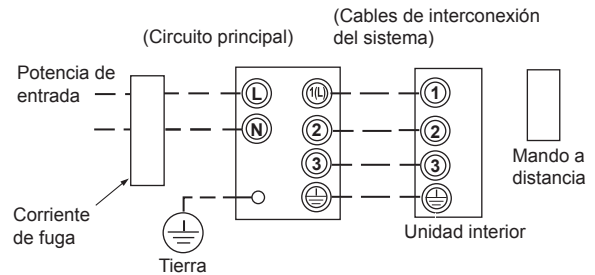 (Circuito principal)
(Cables de interconexión
del sistema)
Potencia de
entrada
L
N
1(L)
2
3
1
2
3
Mando a
distancia
Corriente
de fuga
Tierra
Unidad interior